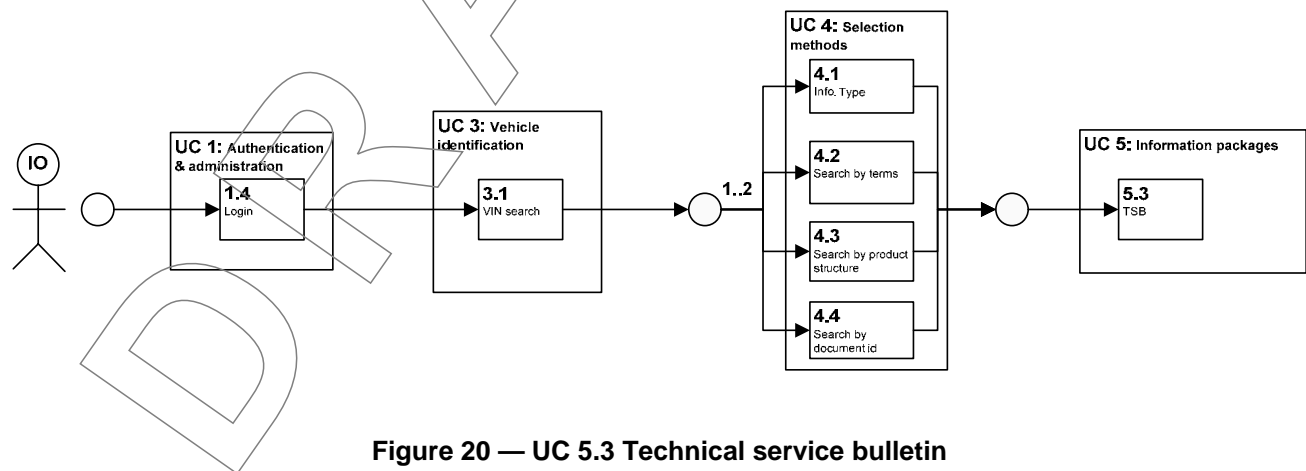 IO
UC 1: Authentication
& administration
1.4
Login
UC 3: Vehicle
identification
3.1
VIN search
1..2
UC 4: Selection
methods
4.1
Info. Type
4.2
Search by terms
4.3
Search by product
structure
4.4
Search by
document id
UC 5: Information packages
5.3
TSB
DRA
Figure 20 — UC 5.3 Technical service bulletin